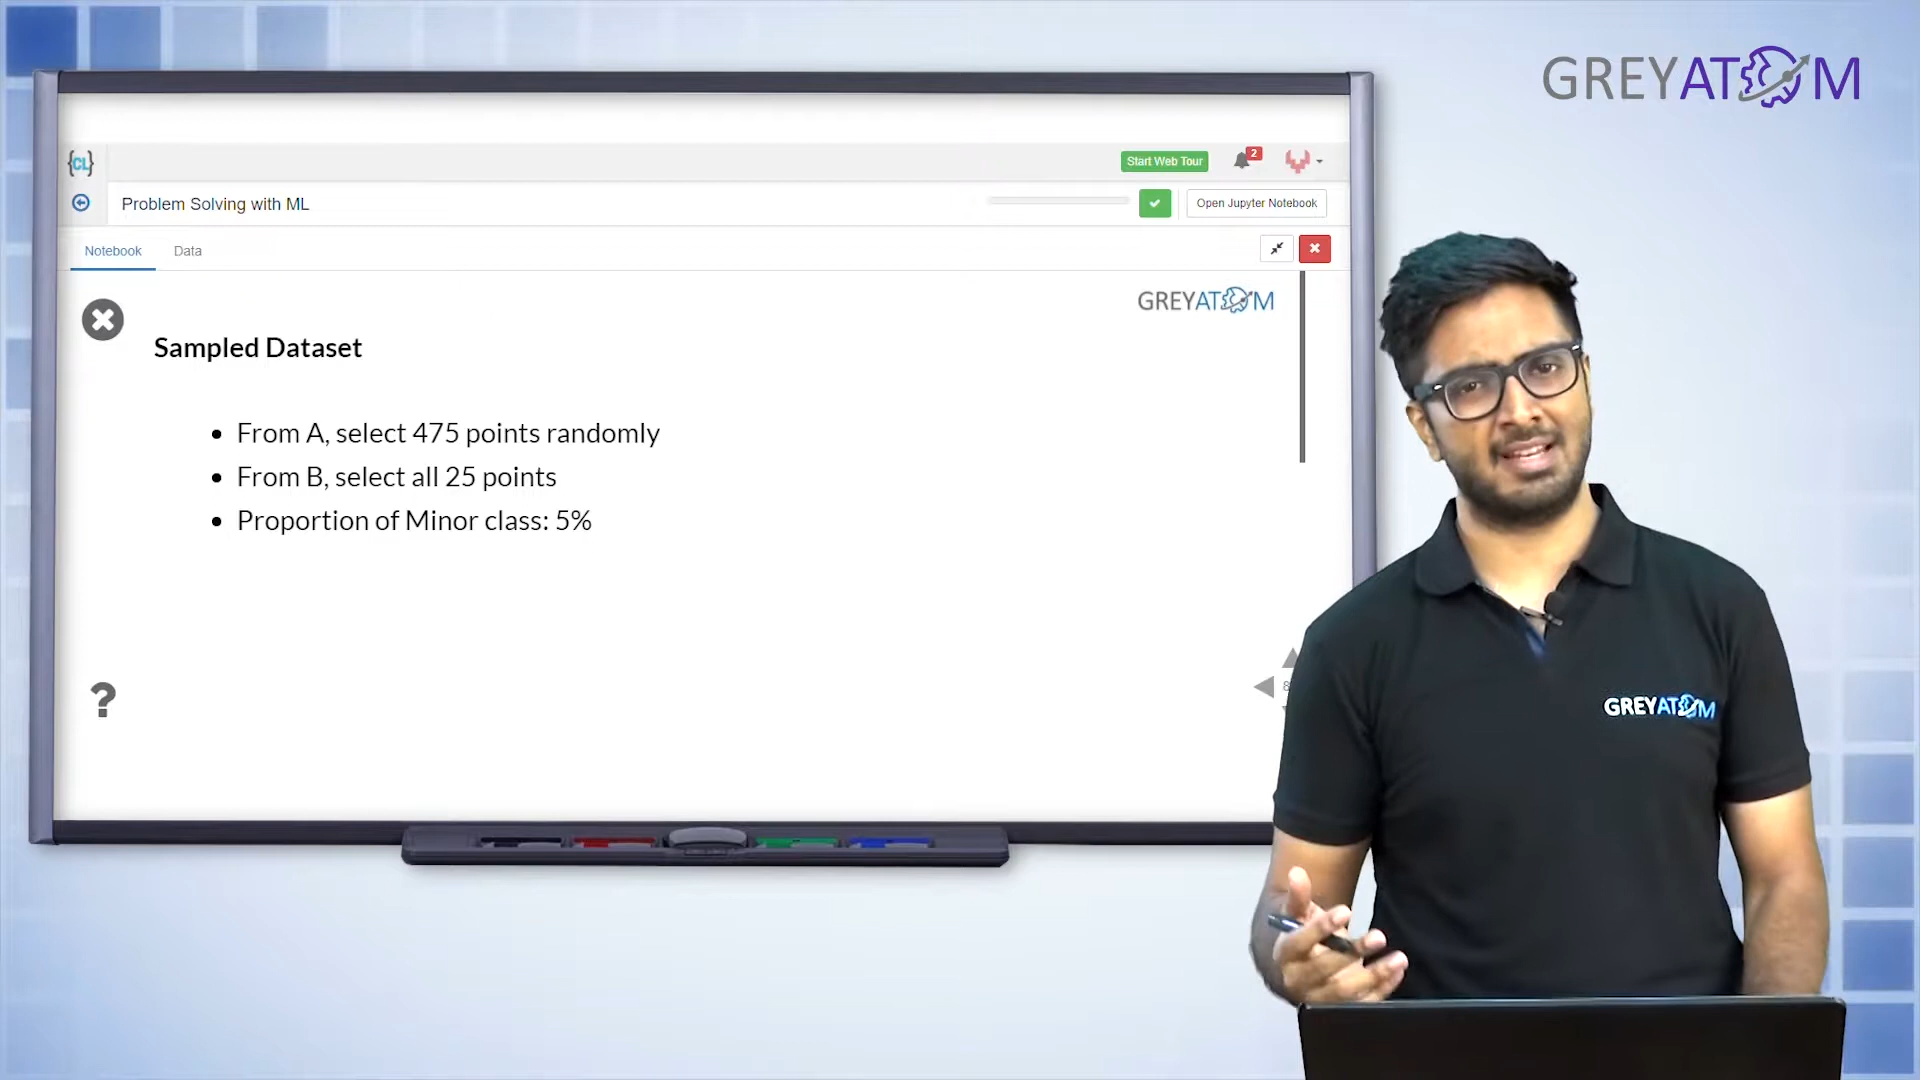 GREYATOM
{CL}
Start Web Tour
2
Problem Solving with ML
Open Jupyter Notebook
Notebook
Data
GREYATOM
Sampled Dataset
• From A, select 475 points randomly
• From B, select all 25 points
• Proportion of Minor class: 5%
?
GREYATOM